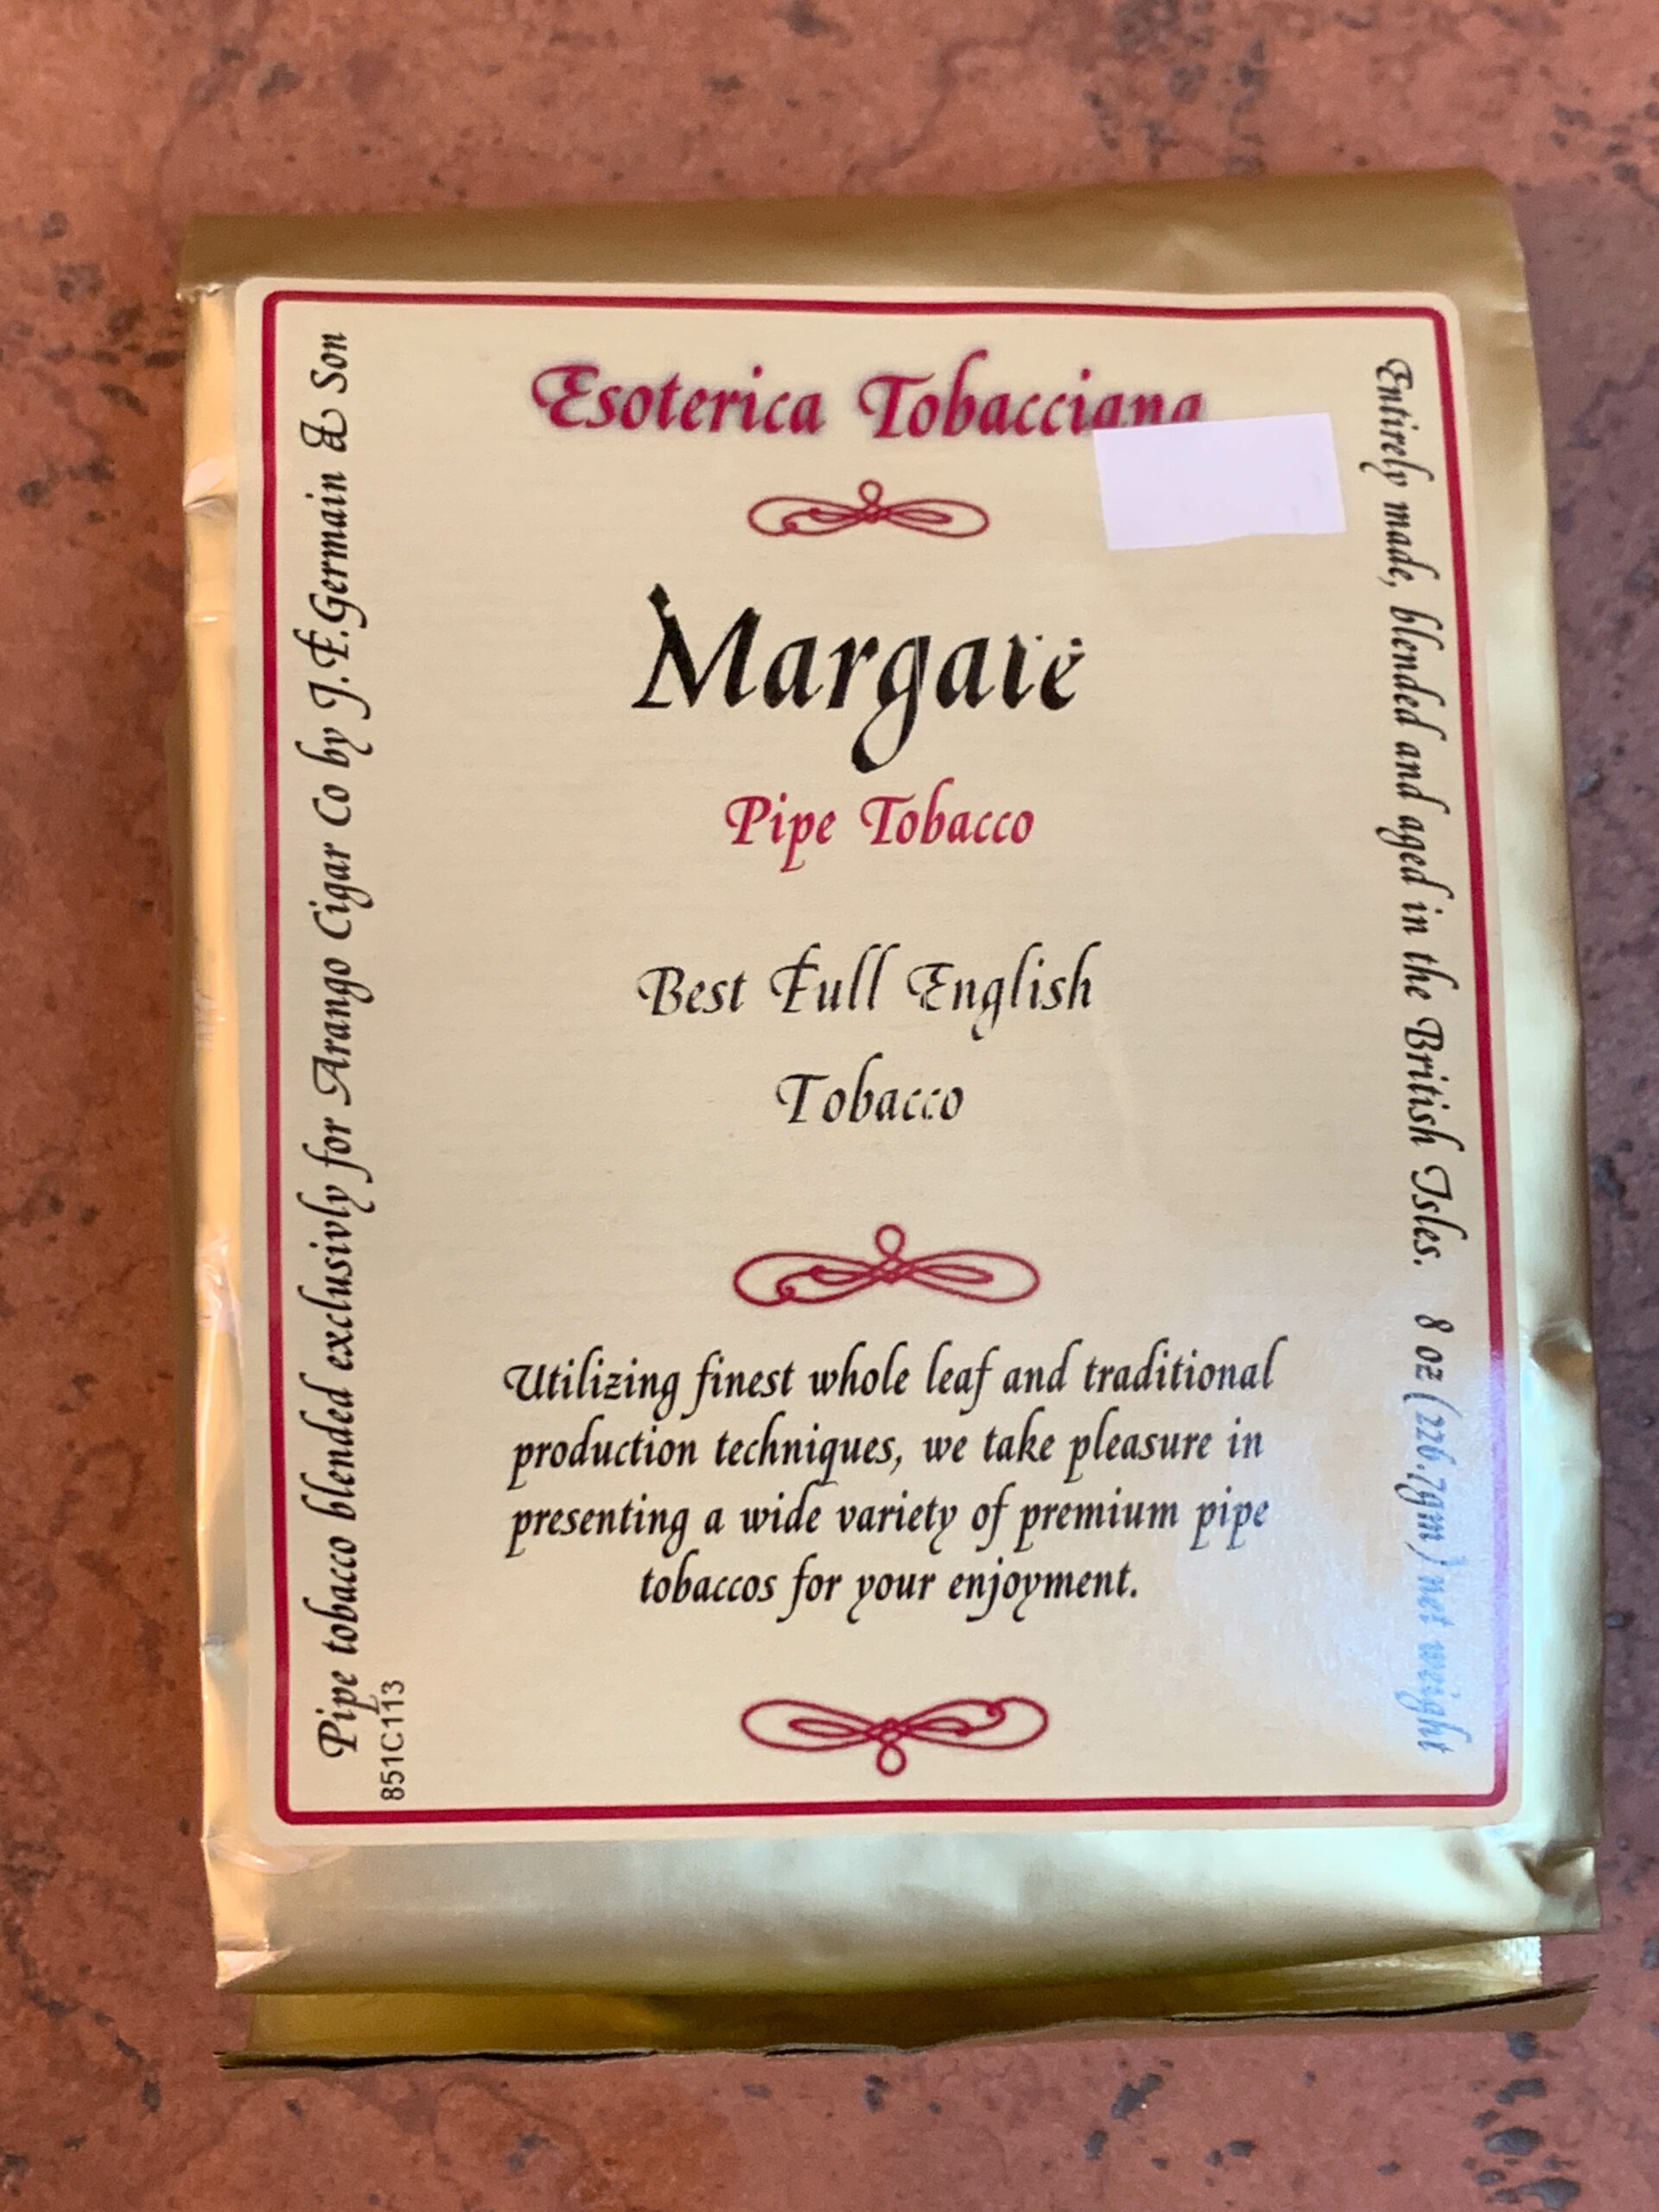 Esoterica Tobacciana
Margate
Pipe Tobacco
Best Full English
Tobacco
Utilizing finest whole leaf and traditional
production techniques, we take pleasure in
presenting a wide variety of premium pipe
tobaccos for your enjoyment.
Pipe tobacco blended exclusivly for Arango Cigar Co by J.F.Germain & Son
851C113
Entirely made, blended and aged in the British Isles. 8 oz (226.7gm) net weight